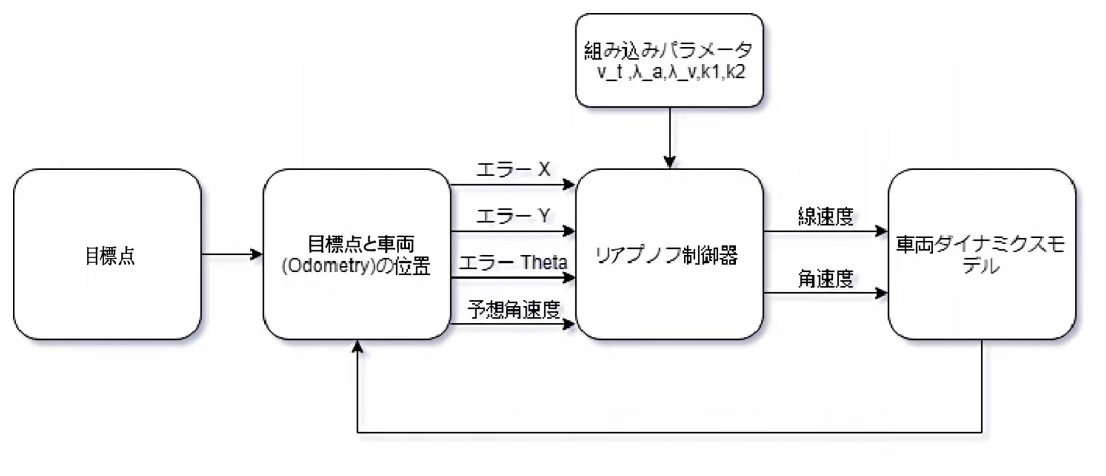 組み込みパラメータ
v_t ,λ_a,λ_v,k1,k2
目標点
目標点と車両
(Odometry)の位置
エラー X
エラー Y
エラー Theta
予想角速度
リアプノフ制御器
線速度
角速度
車両ダイナミクスモ
デル